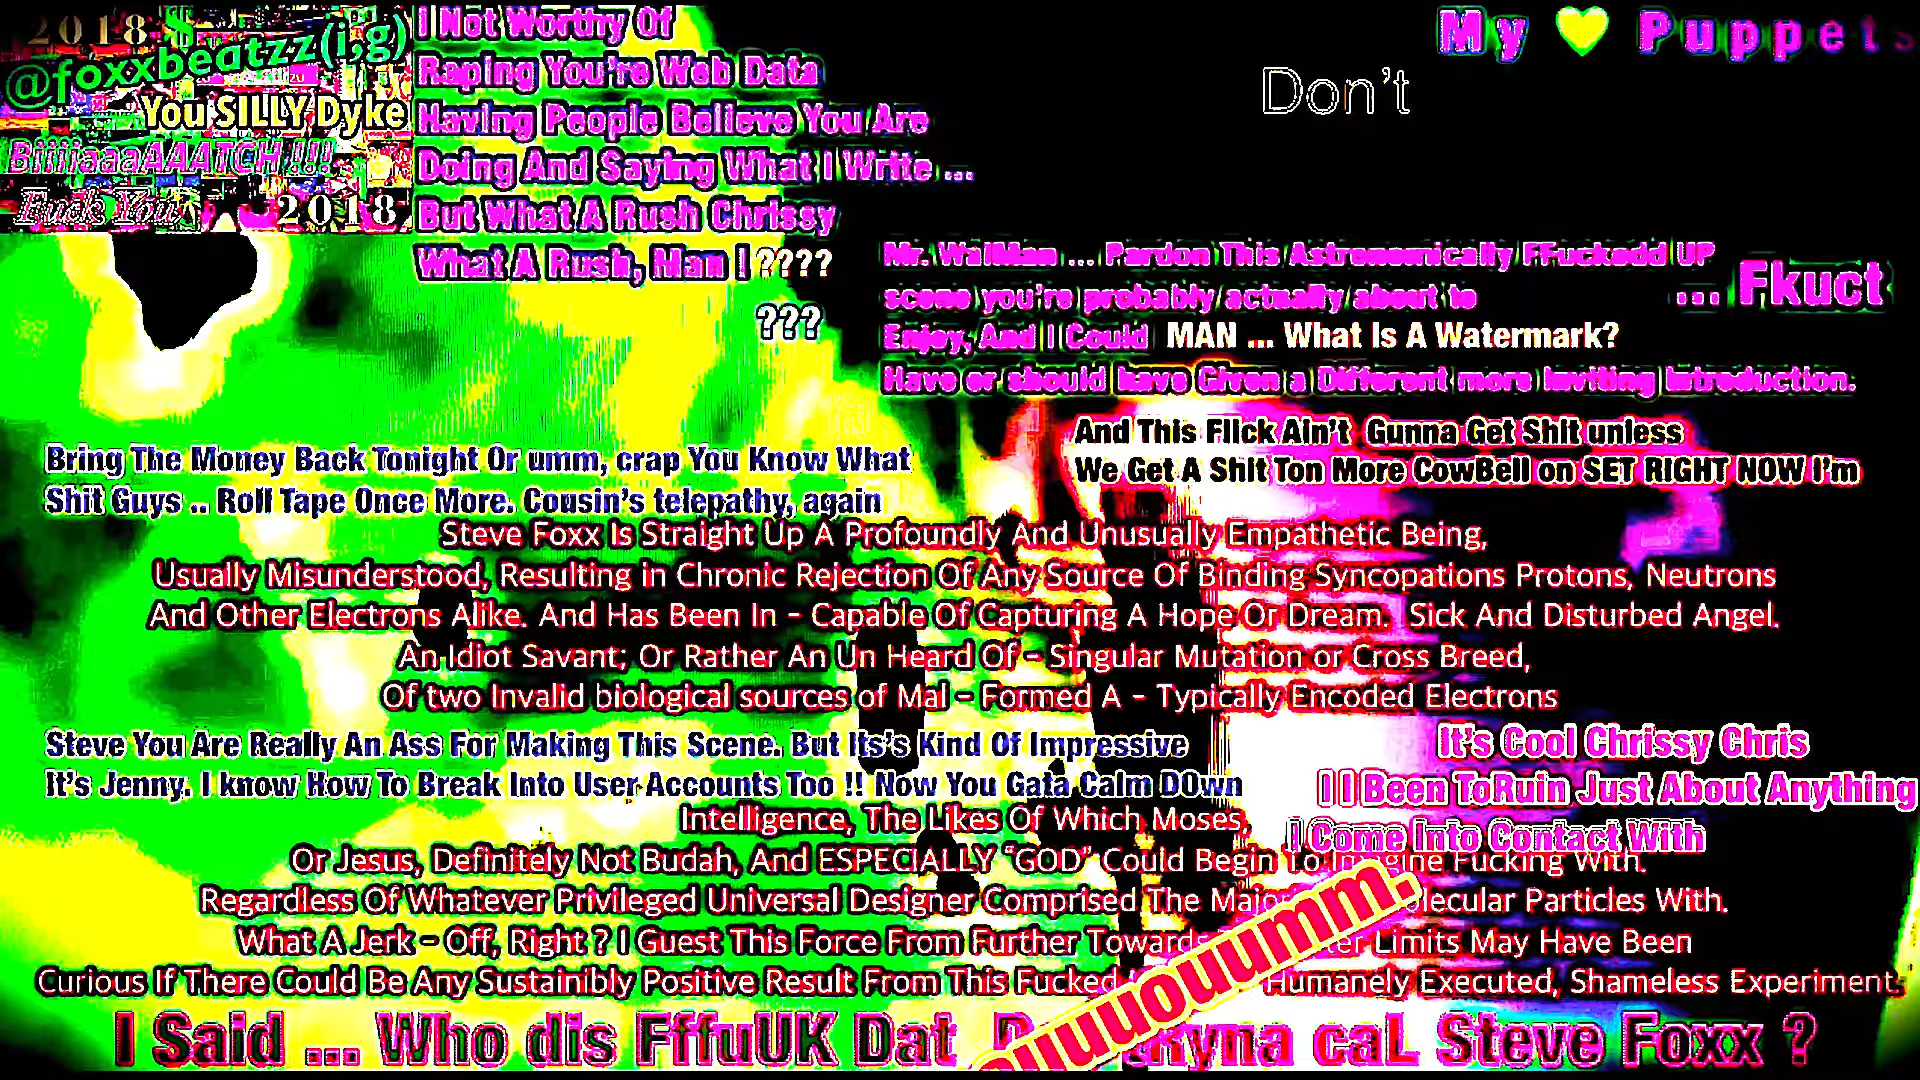 2018 $
@foxxbeatzz(i,g)
You SILLY Dyke
BiiiiaaaAAATCH !!!
Fuck You
2018
I Not Worthy Of
Raping You're Web Data
Having People Believe You Are
Doing And Saying What I Write ...
But What A Rush Chrissy
What A Rush, Man !
????
???
My 💛 Puppets
Don't
Mr. WallMan ... Pardon This Astronomnically FFuckedd UP
scene you're probably actually about to
... Fkuct
Enjoy, And I Could
MAN ... What Is A Watermark?
Have or should have Given a Different more Inviting Introduction.
And This Flick Ain't Gunna Get Shit unless
We Get A Shit Ton More CowBell on SET RIGHT NOW I'm
Bring The Money Back Tonight Or umm, crap You Know What
Shit Guys .. Roll Tape Once More. Cousin's telepathy, again
Steve Foxx Is Straight Up A Profoundly And Unusually Empathetic Being,
Usually Misunderstood, Resulting in Chronic Rejection Of Any Source Of Binding Syncopations Protons, Neutrons
And Other Electrons Alike. And Has Been In - Capable Of Capturing A Hope Or Dream. Sick And Disturbed Angel.
An Idiot Savant; Or Rather An Un Heard Of - Singular Mutation or Cross Breed,
Of two Invalid biological sources of Mal - Formed A - Typically Encoded Electrons
Steve You Are Really An Ass For Making This Scene. But Its's Kind Of Impressive
It's Jenny. I know How To Break Into User Accounts Too !! Now You Gata Calm DOwn
It's Cool Chrissy Chris
I I Been ToRuin Just About Anything
I Come Into Contact With
Intelligence, The Likes Of Which Moses,
Or Jesus, Definitely Not Budah, And ESPECIALLY "GOD" Could Begin To Imagine Fucking With.
Regardless Of Whatever Privileged Universal Designer Comprised The Particles With.
What A Jerk - Off, Right ? I Guest This Force From Further Towards Limits May Have Been
Curious If There Could Be Any Sustainibly Positive Result From This Fucked Humanely Executed, Shameless Experiment.
I Said ... Who dis FffuUK Dat caL Steve Foxx ?